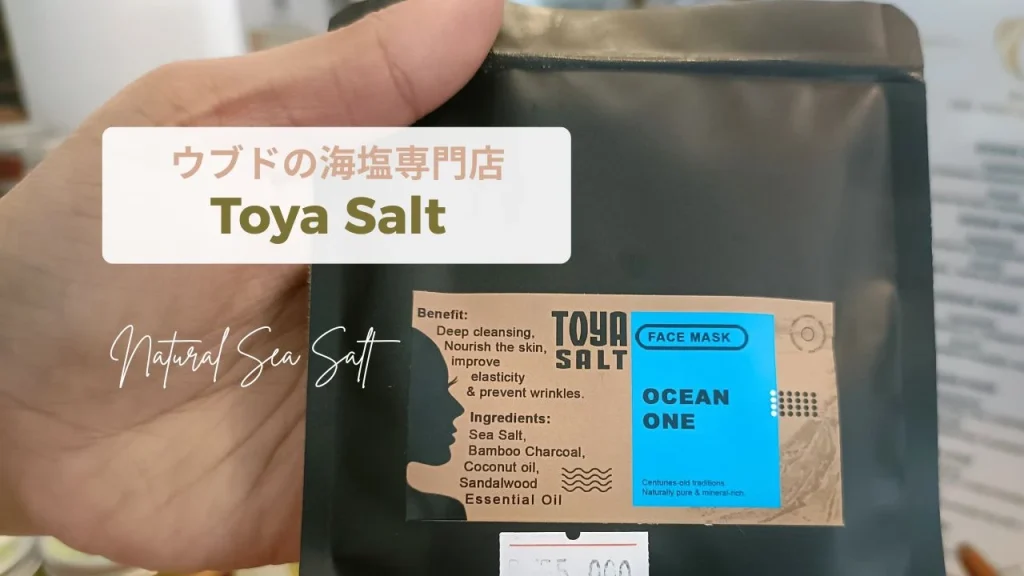 ウブドの海塩専門店
Toya Salt
Natural Sea Salt
Benefit:
Deep cleansing,
Nourish the skin,
improve
elasticity
& prevent wrinkles.
Ingredients:
Sea Salt,
Bamboo Charcoal,
Coconut oil,
Sandalwood
Essential Oil
TOYA
SALT
FACE MASK
OCEAN
ONE
Centuries-old traditions.
Naturally pure & mineral-rich.